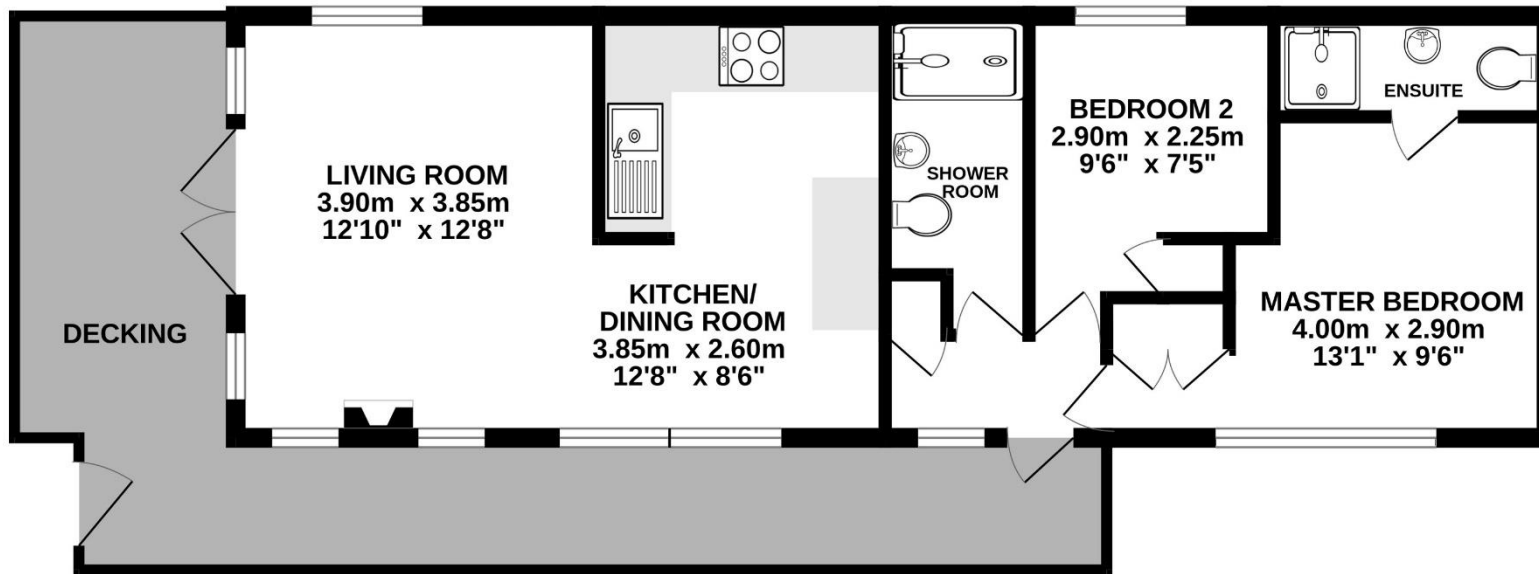 DECKING
LIVING ROOM
3.90m x 3.85m
12'10" x 12'8"
KITCHEN/
DINING ROOM
3.85m x 2.60m
12'8" x 8'6"
SHOWER
ROOM
BEDROOM 2
2.90m x 2.25m
9'6" x 7'5"
ENSUITE
MASTER BEDROOM
4.00m x 2.90m
13'1" x 9'6"